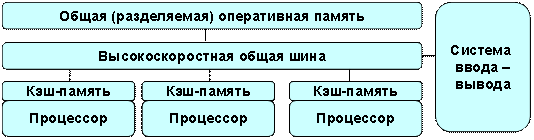 Общая (разделяемая) оперативная память
Высокоскоростная общая шина
Система
ввода –
вывода
Кэш-память
Кэш-память
Кэш-память
Процессор
Процессор
Процессор